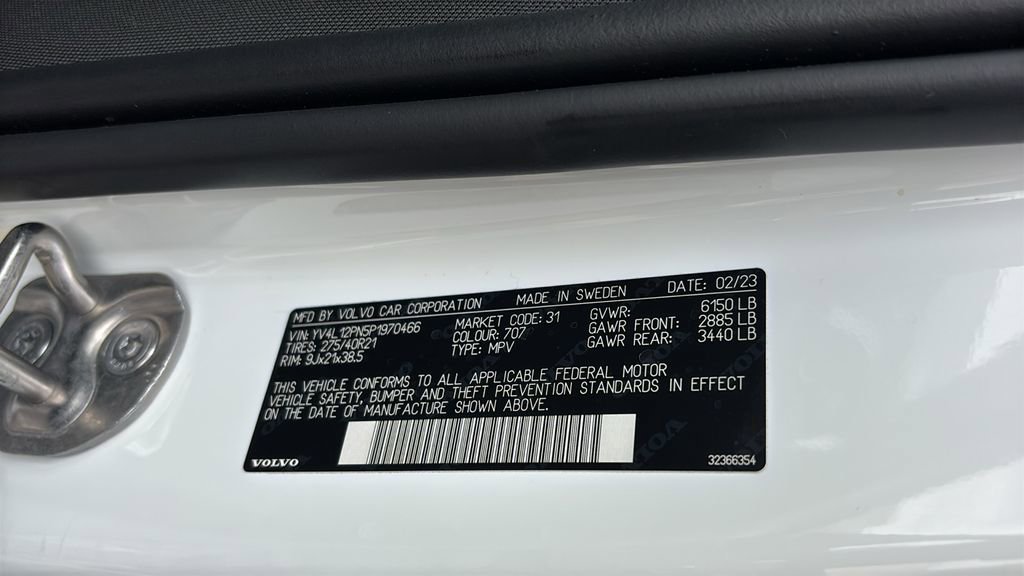 MFD BY VOLVO CAR CORPORATION MADE IN SWEDEN DATE: 02/23
VIN: YV4L12PN5P1970466 MARKET CODE: 31 GVWR: 6150 LB
TIRES: 275/40R21 COLOUR: 707 GAWR FRONT: 2885 LB
RIM: 9Jx21x38.5 TYPE: MPV GAWR REAR: 3440 LB
THIS VEHICLE CONFORMS TO ALL APPLICABLE FEDERAL MOTOR
VEHICLE SAFETY, BUMPER AND THEFT PREVENTION STANDARDS IN EFFECT
ON THE DATE OF MANUFACTURE SHOWN ABOVE.
VOLVO 32366354